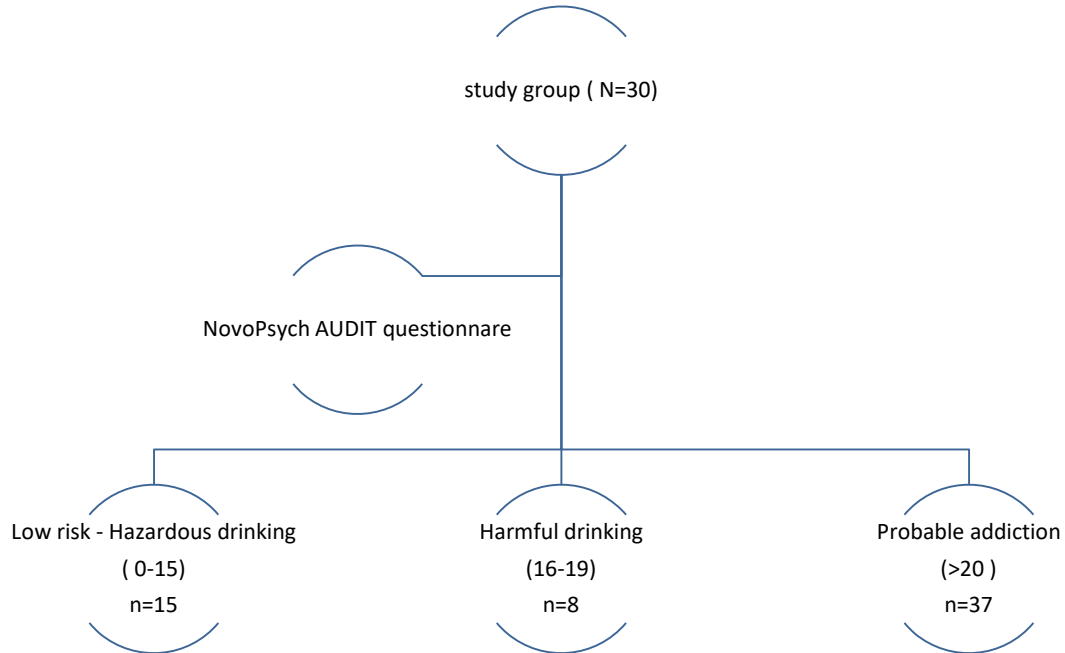 study group ( N=30)
NovoPsych AUDIT questionnare
Low risk - Hazardous drinking
( 0-15)
n=15
Harmful drinking
(16-19)
n=8
Probable addiction
(>20 )
n=37